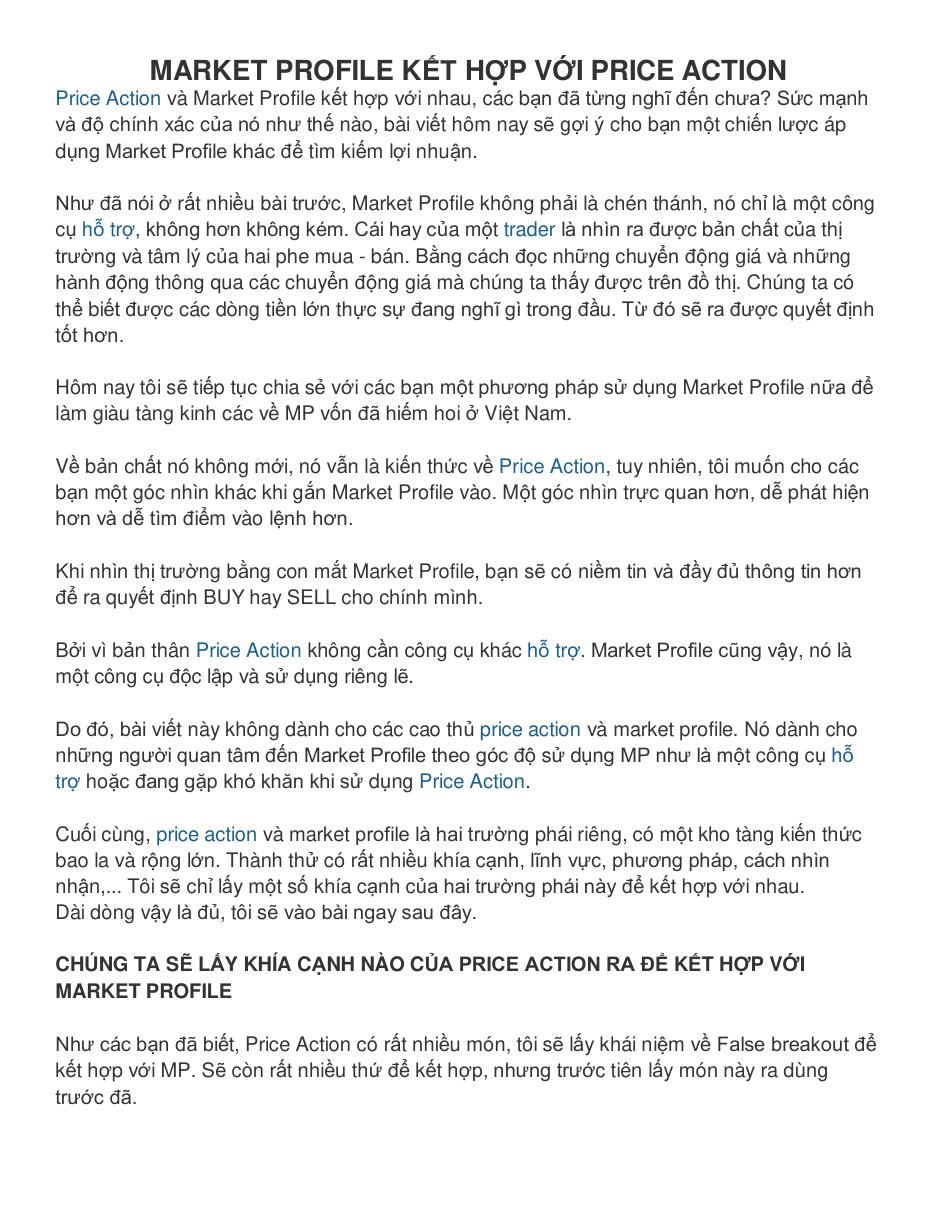 MARKET PROFILE KẾT HỢP VỚI PRICE ACTION
Price Action và Market Profile kết hợp với nhau, các bạn đã từng nghĩ đến chưa? Sức mạnh
và độ chính xác của nó như thế nào, bài viết hôm nay sẽ gợi ý cho bạn một chiến lược áp
dụng Market Profile khác để tìm kiếm lợi nhuận.
Như đã nói ở rất nhiều bài trước, Market Profile không phải là chén thánh, nó chỉ là một công
cụ hỗ trợ, không hơn không kém. Cái hay của một trader là nhìn ra được bản chất của thị
trường và tâm lý của hai phe mua - bán. Bằng cách đọc những chuyển động giá và những
hành động thông qua các chuyển động giá mà chúng ta thấy được trên đồ thị. Chúng ta có
thể biết được các dòng tiền lớn thực sự đang nghĩ gì trong đầu. Từ đó sẽ ra được quyết định
tốt hơn.
Hôm nay tôi sẽ tiếp tục chia sẻ với các bạn một phương pháp sử dụng Market Profile nữa để
làm giàu tàng kinh các về MP vốn đã hiếm hoi ở Việt Nam.
Về bản chất nó không mới, nó vẫn là kiến thức về Price Action, tuy nhiên, tôi muốn cho các
bạn một góc nhìn khác khi gắn Market Profile vào. Một góc nhìn trực quan hơn, dễ phát hiện
hơn và dễ tìm điểm vào lệnh hơn.
Khi nhìn thị trường bằng con mắt Market Profile, bạn sẽ có niềm tin và đầy đủ thông tin hơn
để ra quyết định BUY hay SELL cho chính mình.
Bởi vì bản thân Price Action không cần công cụ khác hỗ trợ. Market Profile cũng vậy, nó là
một công cụ độc lập và sử dụng riêng lẽ.
Do đó, bài viết này không dành cho các cao thủ price action và market profile. Nó dành cho
những người quan tâm đến Market Profile theo góc độ sử dụng MP như là một công cụ hỗ
trợ hoặc đang gặp khó khăn khi sử dụng Price Action.
Cuối cùng, price action và market profile là hai trường phái riêng, có một kho tàng kiến thức
bao la và rộng lớn. Thành thử có rất nhiều khía cạnh, lĩnh vực, phương pháp, cách nhìn
nhận,... Tôi sẽ chỉ lấy một số khía cạnh của hai trường phái này để kết hợp với nhau.
Dài dòng vậy là đủ, tôi sẽ vào bài ngay sau đây.
CHÚNG TA SẼ LẤY KHÍA CẠNH NÀO CỦA PRICE ACTION RA ĐỂ KẾT HỢP VỚI
MARKET PROFILE
Như các bạn đã biết, Price Action có rất nhiều món, tôi sẽ lấy khái niệm về False breakout để
kết hợp với MP. Sẽ còn rất nhiều thứ để kết hợp, nhưng trước tiên lấy món này ra dùng
trước đã.